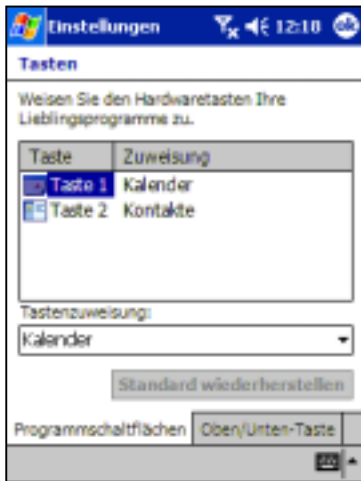 Einstellungen 12:10 ok
Tasten
Weisen Sie den Hardwaretasten Ihre
Lieblingsprogramme zu.
Taste Zuweisung
Taste 1 Kalender
Taste 2 Kontakte
Tastenzuweisung:
Kalender
Standard wiederherstellen
Programmschaltflächen Oben/Unten-Taste